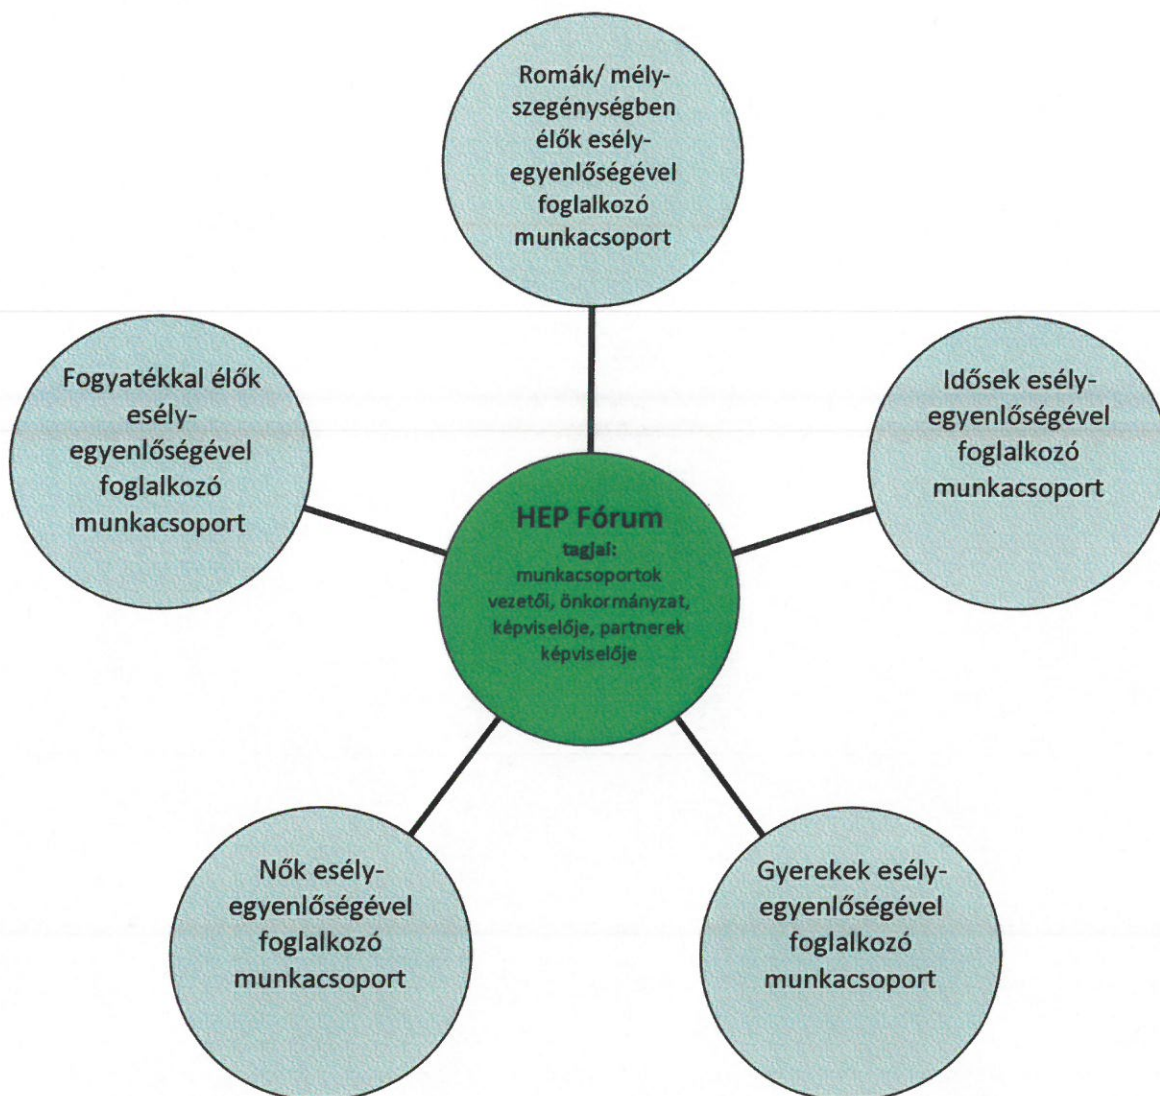 Romák/ mély-
szegénységben
élők esély-
egyenlőségével
foglalkozó
munkacsoport
Fogyatékkal élők
esély-
egyenlőségével
foglalkozó
munkacsoport
Idősek esély-
egyenlőségével
foglalkozó
munkacsoport
HEP Fórum
tagjai:
munkacsoportok
vezetői, önkormányzat,
képviselője, partnerek
képviselője
Nők esély-
egyenlőségével
foglalkozó
munkacsoport
Gyerekek esély-
egyenlőségével
foglalkozó
munkacsoport